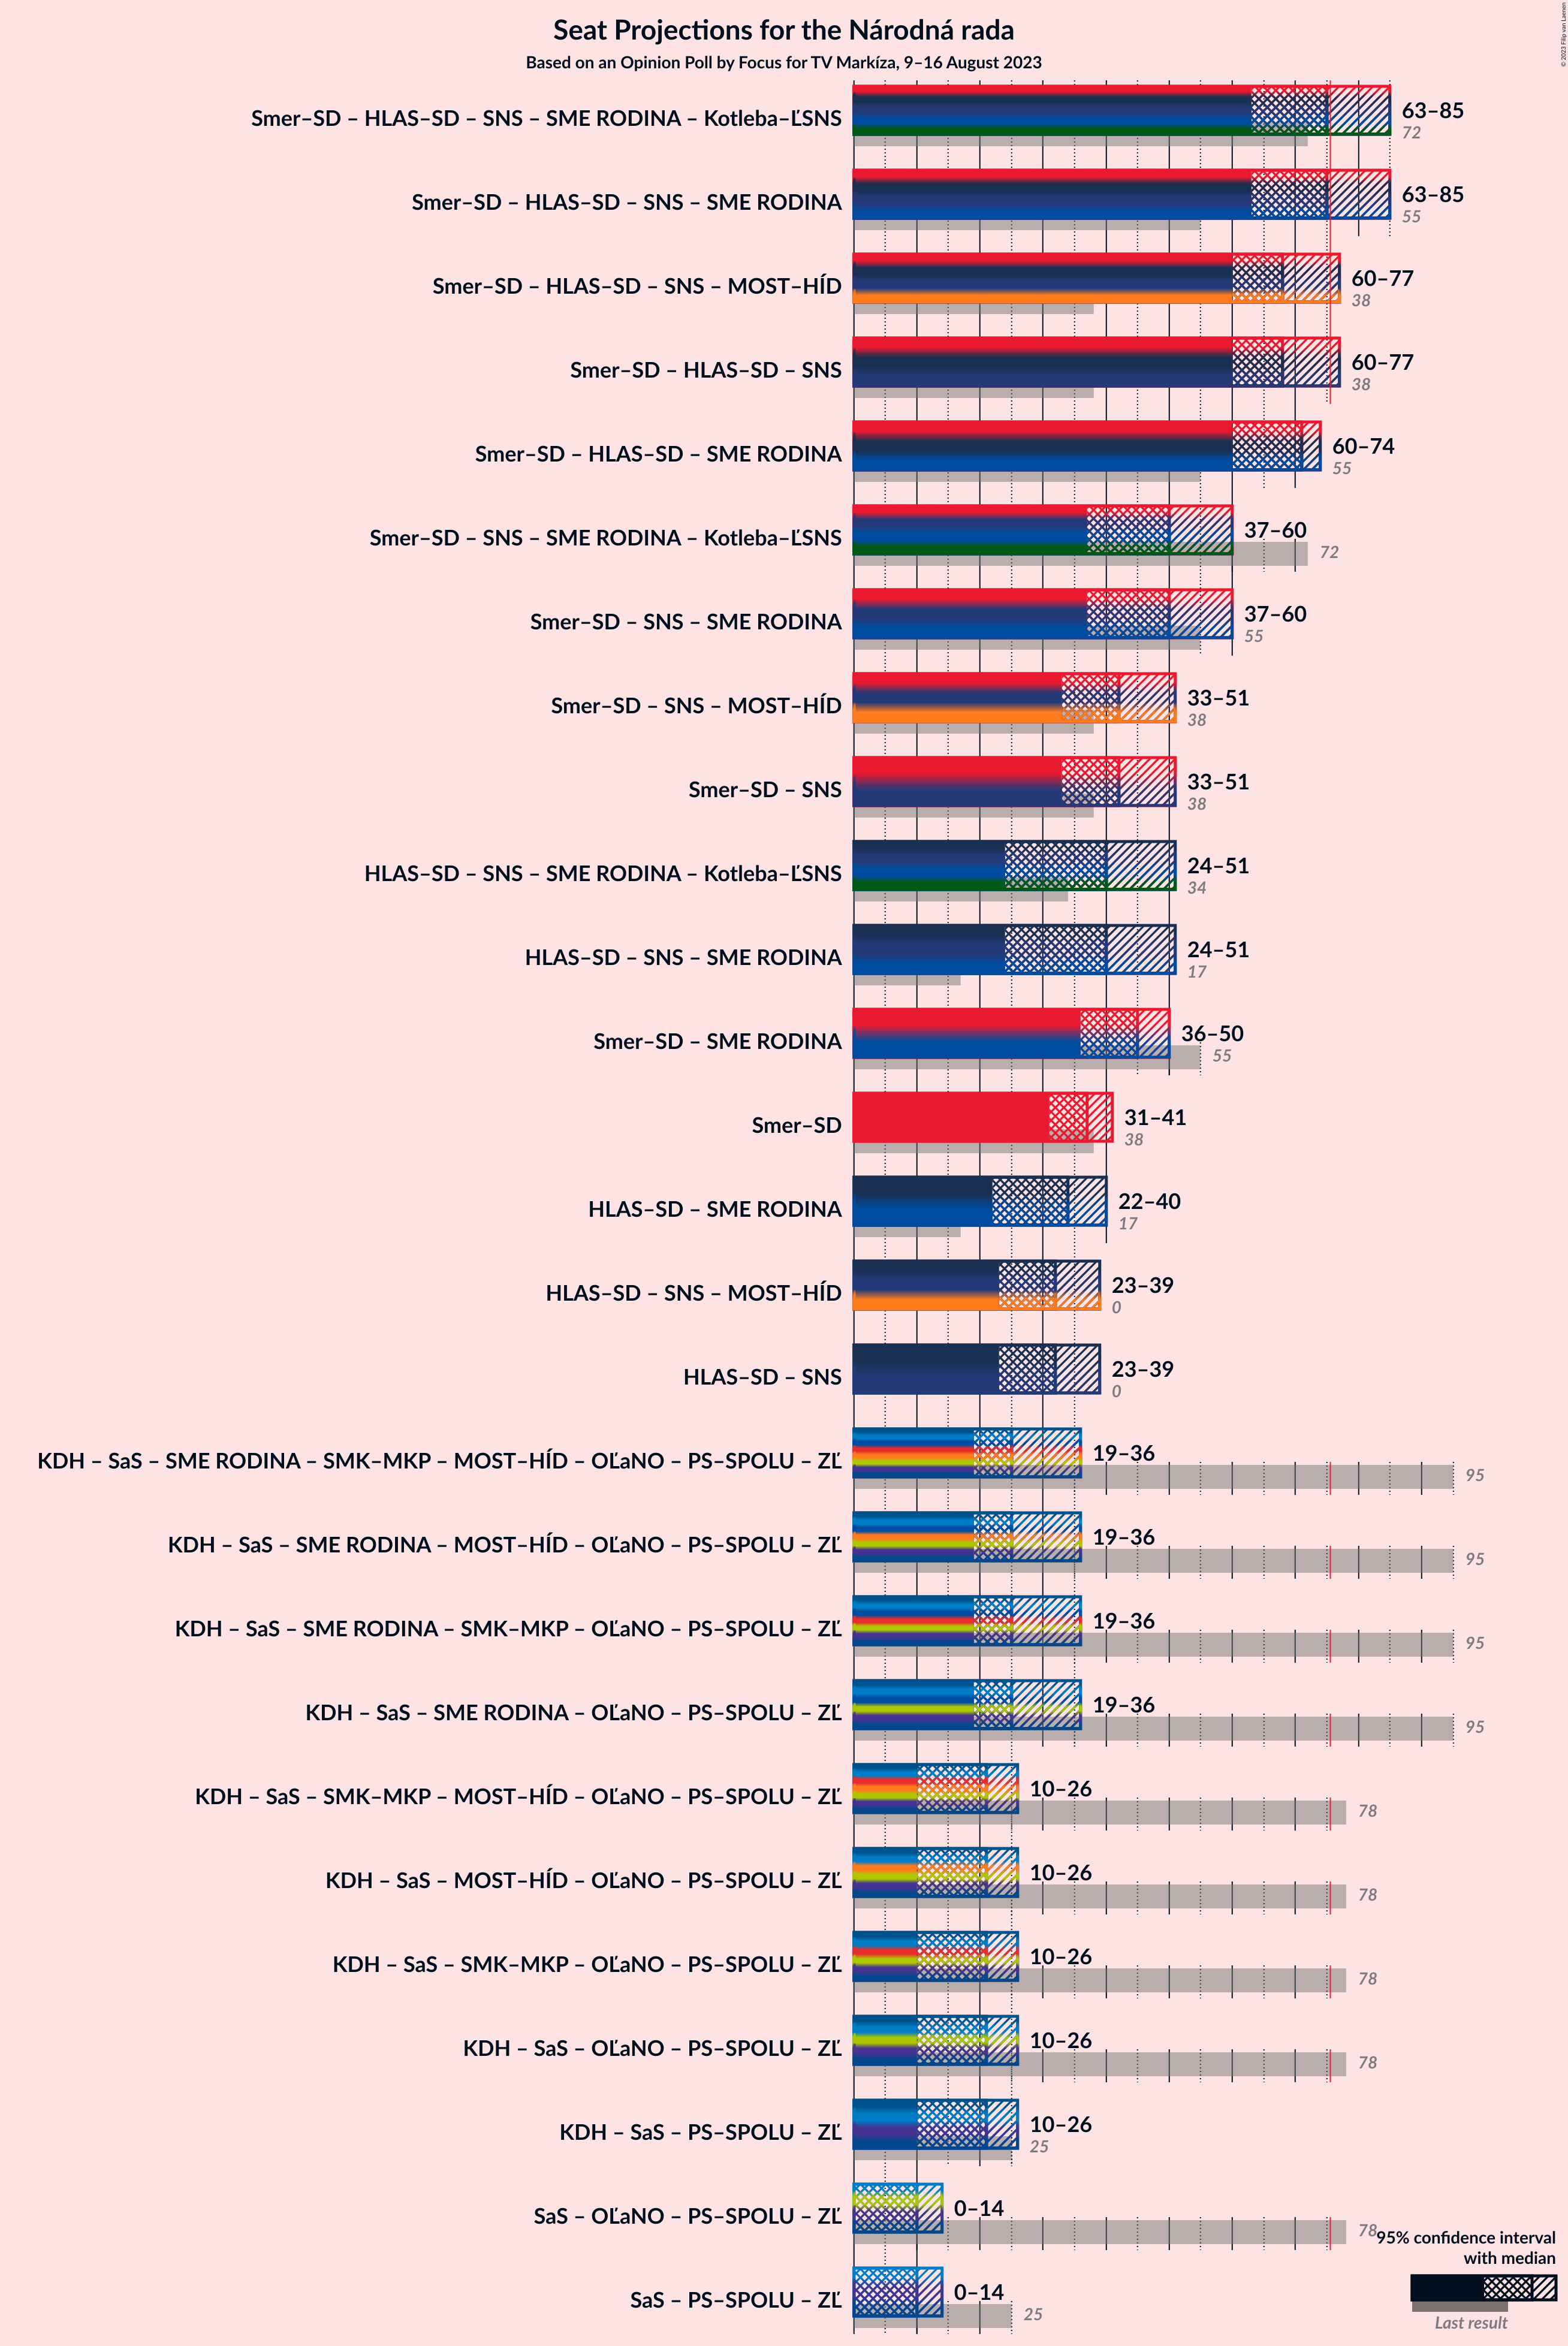 Seat Projections for the Národná rada
Based on an Opinion Poll by Focus for TV Markíza, 9–16 August 2023
© 2023 Filip van Laenen
Smer–SD – HLAS–SD – SNS – SME RODINA – Kotleba–ĽSNS
63–85
72
Smer–SD – HLAS–SD – SNS – SME RODINA
63–85
55
Smer–SD – HLAS–SD – SNS – MOST–HÍD
60–77
38
Smer–SD – HLAS–SD – SNS
60–77
38
Smer–SD – HLAS–SD – SME RODINA
60–74
55
Smer–SD – SNS – SME RODINA – Kotleba–ĽSNS
37–60
72
Smer–SD – SNS – SME RODINA
37–60
55
Smer–SD – SNS – MOST–HÍD
33–51
38
Smer–SD – SNS
33–51
38
HLAS–SD – SNS – SME RODINA – Kotleba–ĽSNS
24–51
34
HLAS–SD – SNS – SME RODINA
24–51
17
Smer–SD – SME RODINA
36–50
55
Smer–SD
31–41
38
HLAS–SD – SME RODINA
22–40
17
HLAS–SD – SNS – MOST–HÍD
23–39
0
HLAS–SD – SNS
23–39
0
KDH – SaS – SME RODINA – SMK–MKP – MOST–HÍD – OĽaNO – PS–SPOLU – ZĽ
19–36
95
KDH – SaS – SME RODINA – MOST–HÍD – OĽaNO – PS–SPOLU – ZĽ
19–36
95
KDH – SaS – SME RODINA – SMK–MKP – OĽaNO – PS–SPOLU – ZĽ
19–36
95
KDH – SaS – SME RODINA – OĽaNO – PS–SPOLU – ZĽ
19–36
95
KDH – SaS – SMK–MKP – MOST–HÍD – OĽaNO – PS–SPOLU – ZĽ
10–26
78
KDH – SaS – MOST–HÍD – OĽaNO – PS–SPOLU – ZĽ
10–26
78
KDH – SaS – SMK–MKP – OĽaNO – PS–SPOLU – ZĽ
10–26
78
KDH – SaS – OĽaNO – PS–SPOLU – ZĽ
10–26
78
KDH – SaS – PS–SPOLU – ZĽ
10–26
25
SaS – OĽaNO – PS–SPOLU – ZĽ
0–14
78
SaS – PS–SPOLU – ZĽ
0–14
25
95% confidence interval
with median
Last result